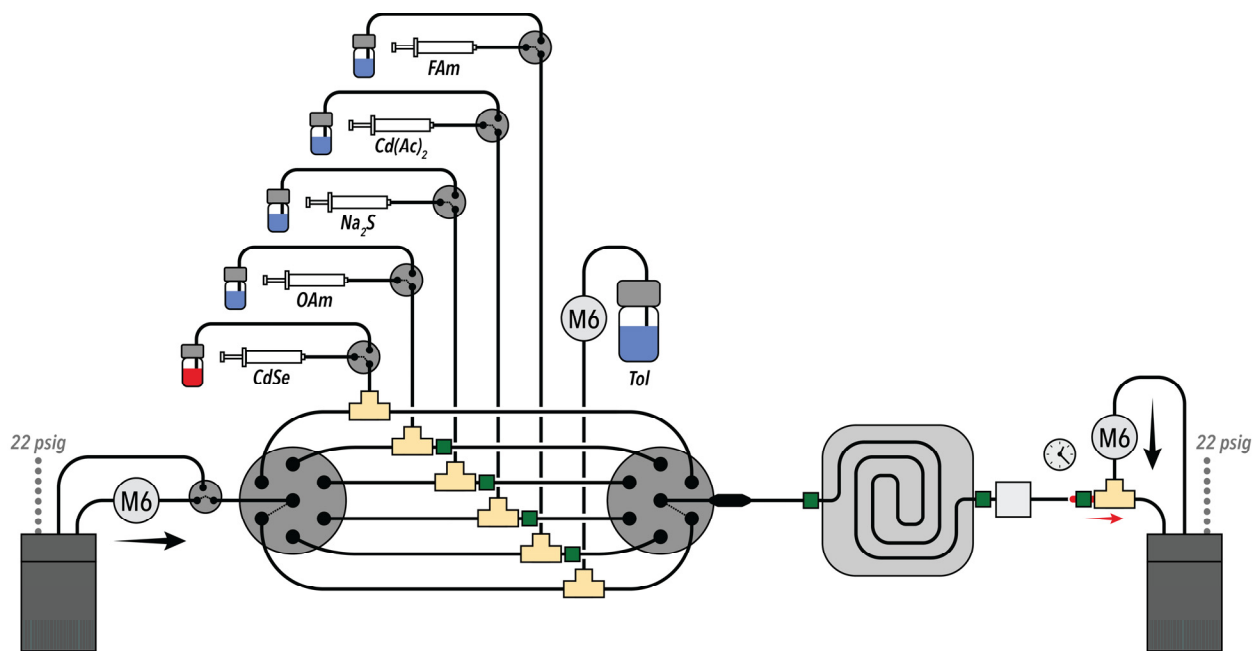 FAm
Cd(Ac)₂
Na₂S
OAm
M6
CdSe
Tol
22 psig
M6
M6
22 psig